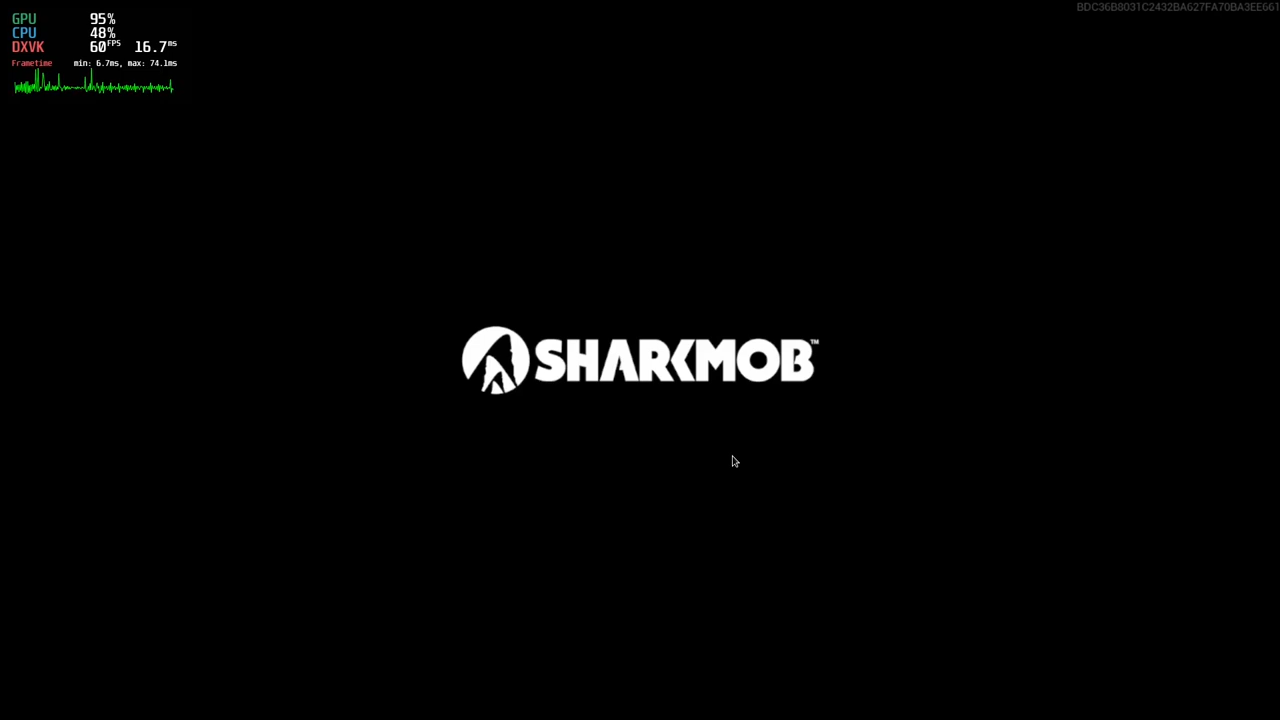 GPU 95%
CPU 48%
DXVK 60FPS 16.7ms
Frametime min: 6.7ms, max: 74.1ms
BDC36B8031C2432BA627FA70BA3EE661
SHARKMOB™